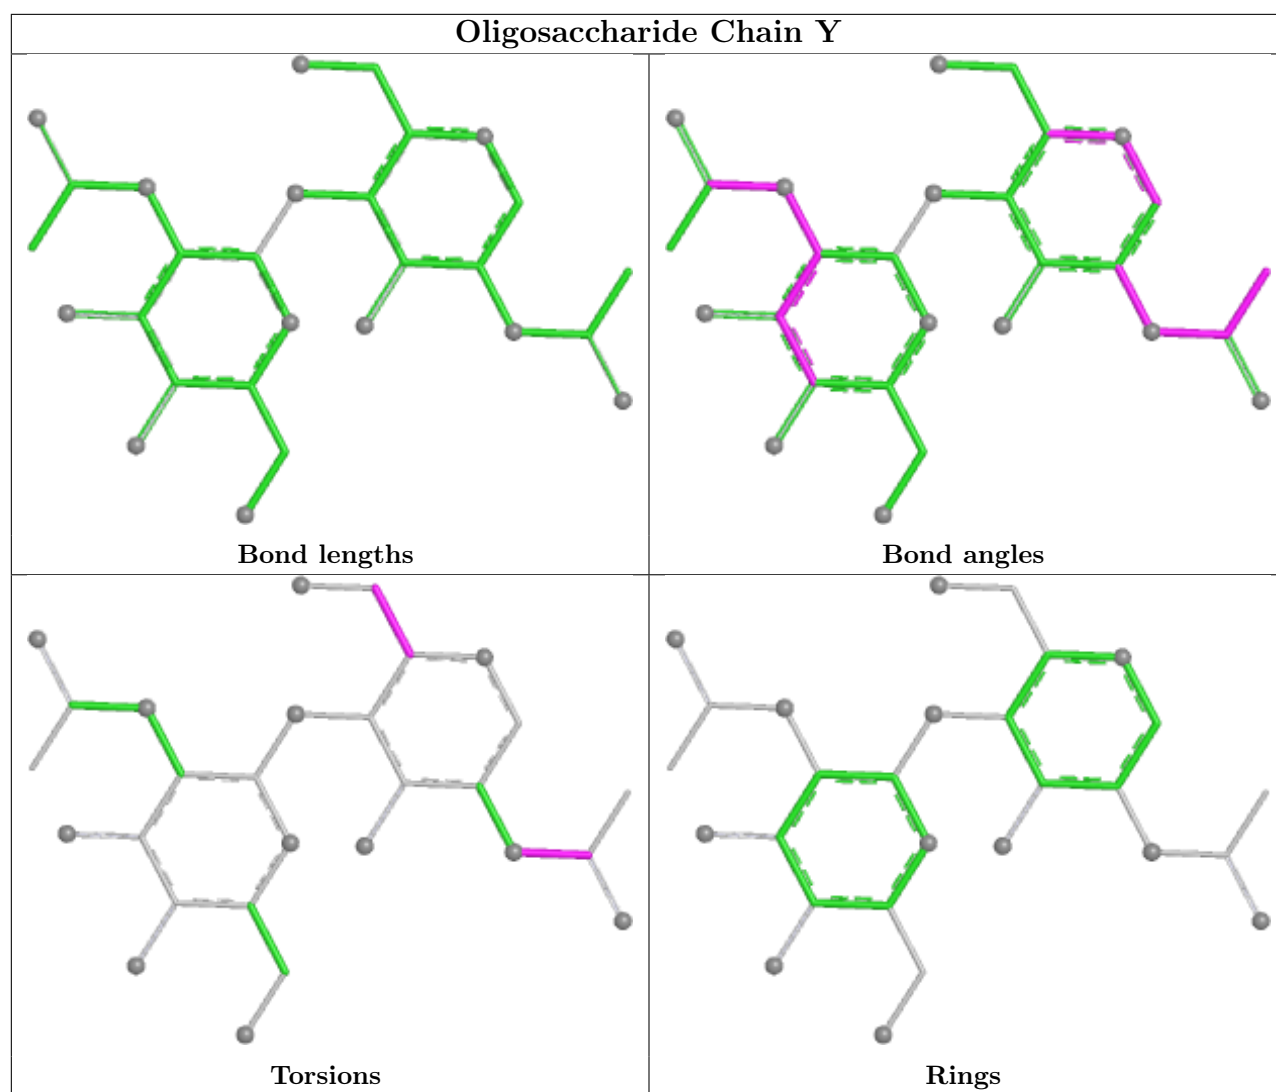 Oligosaccharide Chain Y
Bond lengths
Bond angles
Torsions
Rings